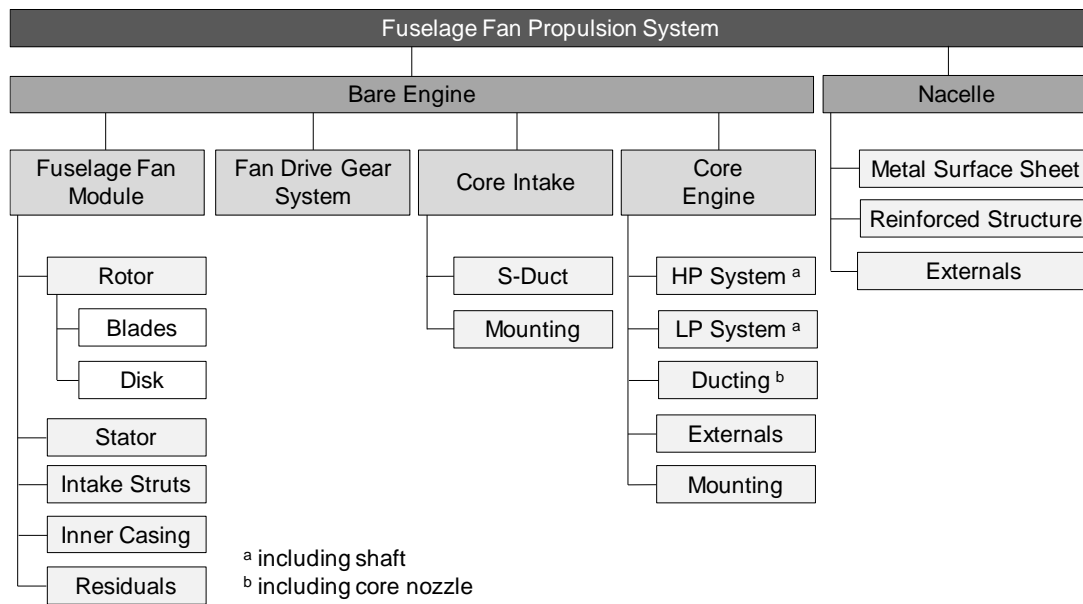 Fuselage Fan Propulsion System
Bare Engine
Nacelle
Fuselage Fan
Module
Rotor
Blades
Disk
Stator
Intake Struts
Inner Casing
Residuals
Fan Drive Gear
System
Core Intake
S-Duct
Mounting
Core
Engine
HP System ᵃ
LP System ᵃ
Ducting ᵇ
Externals
Mounting
Metal Surface Sheet
Reinforced Structure
Externals
ᵃ including shaft
ᵇ including core nozzle